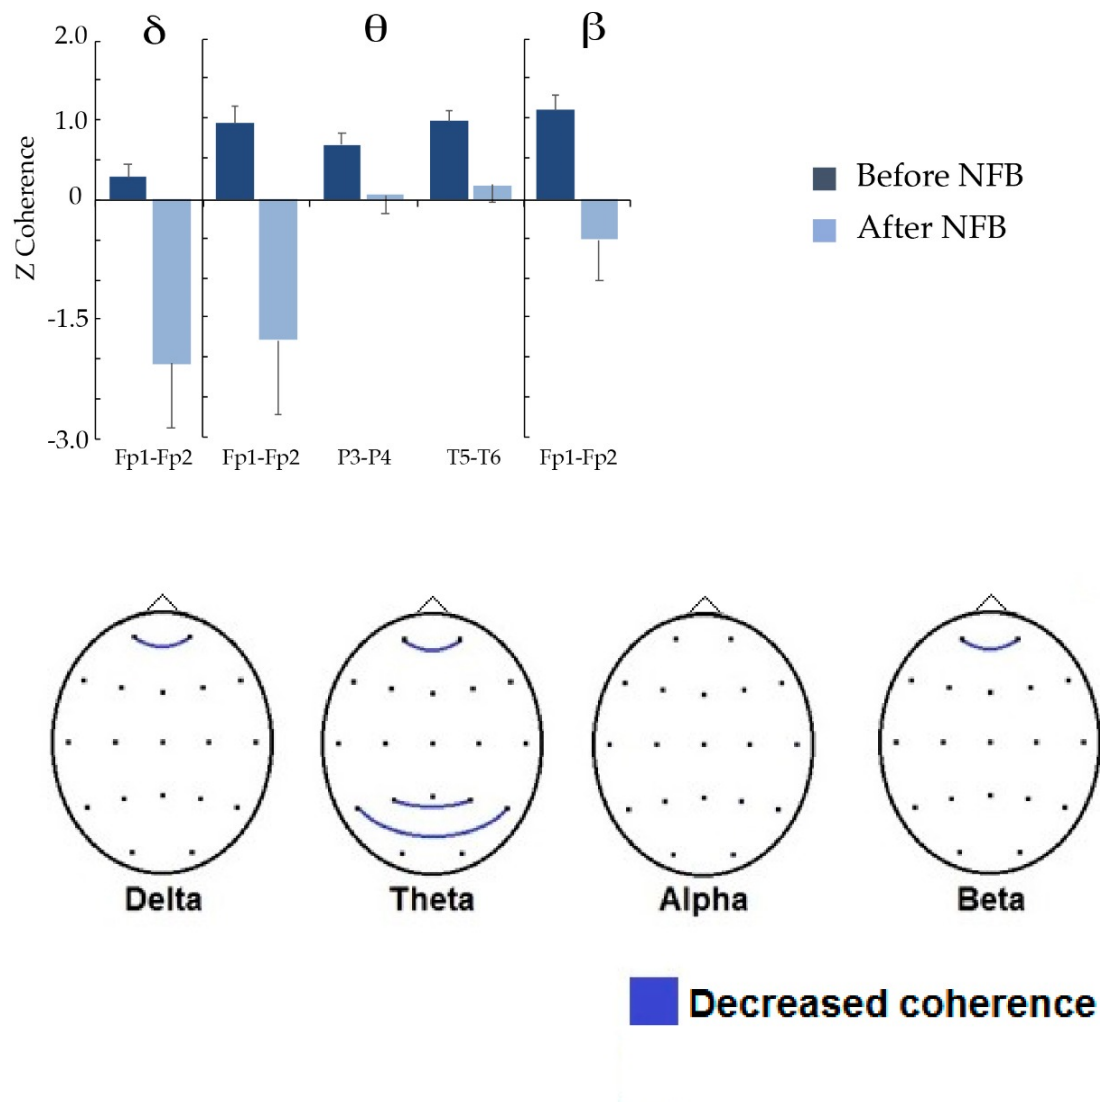 δ θ β
2.0
1.0
0
-1.5
-3.0
Z Coherence
Fp1-Fp2 Fp1-Fp2 P3-P4 T5-T6 Fp1-Fp2
Before NFB
After NFB
Delta Theta Alpha Beta
Decreased coherence